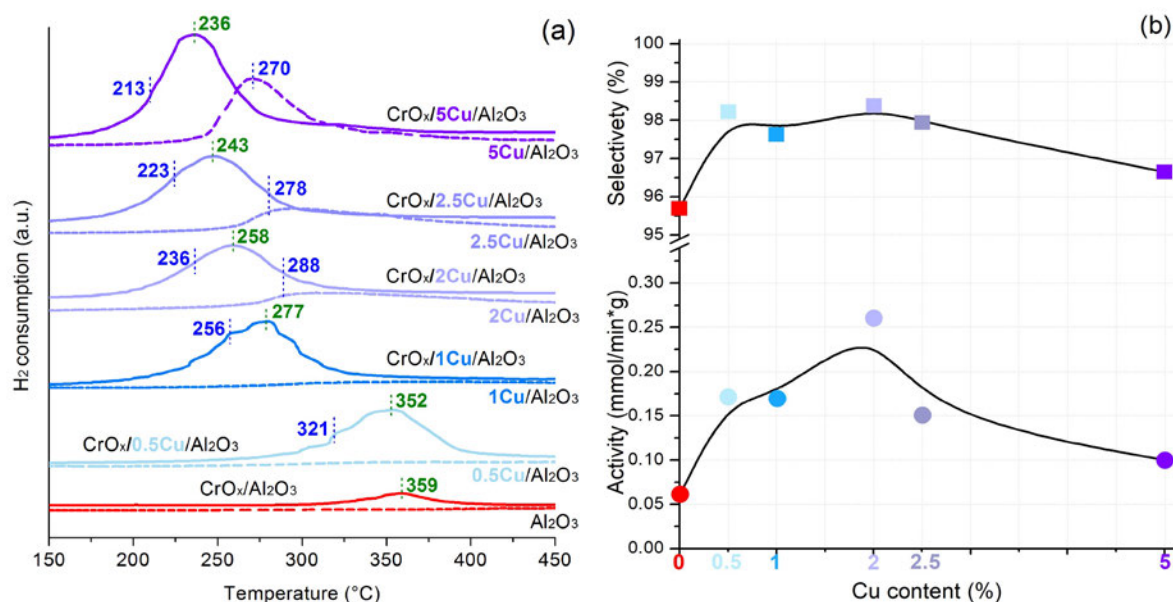 (a)
236
213
270
CrOx/5Cu/Al2O3
5Cu/Al2O3
243
223
278
CrOx/2.5Cu/Al2O3
2.5Cu/Al2O3
258
236
288
CrOx/2Cu/Al2O3
2Cu/Al2O3
277
256
CrOx/1Cu/Al2O3
1Cu/Al2O3
352
321
CrOx/0.5Cu/Al2O3
0.5Cu/Al2O3
CrOx/Al2O3
359
Al2O3
H2 consumption (a.u.)
150 200 250 300 350 400 450
Temperature (°C)
(b)
100
99
98
97
96
95
Selectivety (%)
0.30
0.25
0.20
0.15
0.10
0.05
0.00
Activity (mmol/min*g)
0 0.5 1 2 2.5 5
Cu content (%)